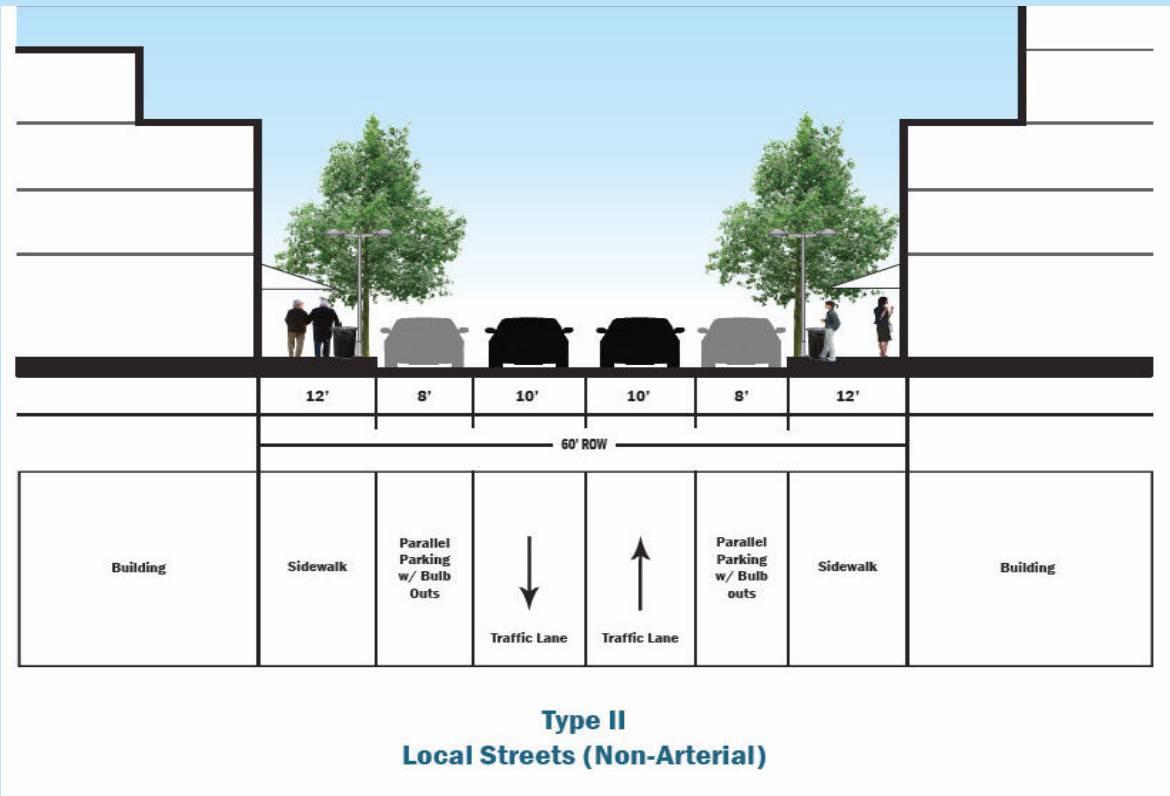 12’
8’
10’
10’
8’
12’
60’ ROW
Building
Sidewalk
Parallel
Parking
w/ Bulb
Outs
Traffic Lane
Traffic Lane
Parallel
Parking
w/ Bulb
outs
Sidewalk
Building
Type II
Local Streets (Non-Arterial)